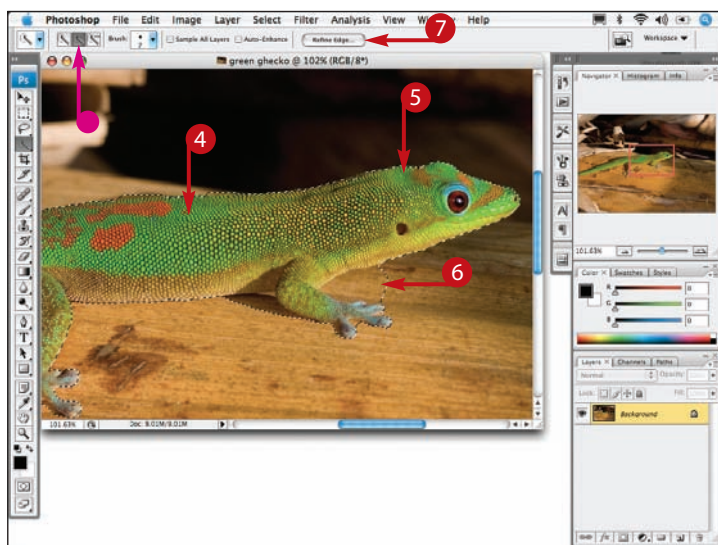 Photoshop File Edit Image Layer Select Filter Analysis View W Help
Brush: Sample All Layers Auto-Enhance Refine Edge... Workspace
7
green ghecko @ 102% (RGB/8*)
Ps
Navigator × Histogram Info
5
4
6
101.63%
Color × Swatches Styles
R 0
G 0
B 0
Layers × Channels Paths
Normal Opacity:
Lock: Fill:
Background
101.63% Doc: 9.01M/9.01M
T
A